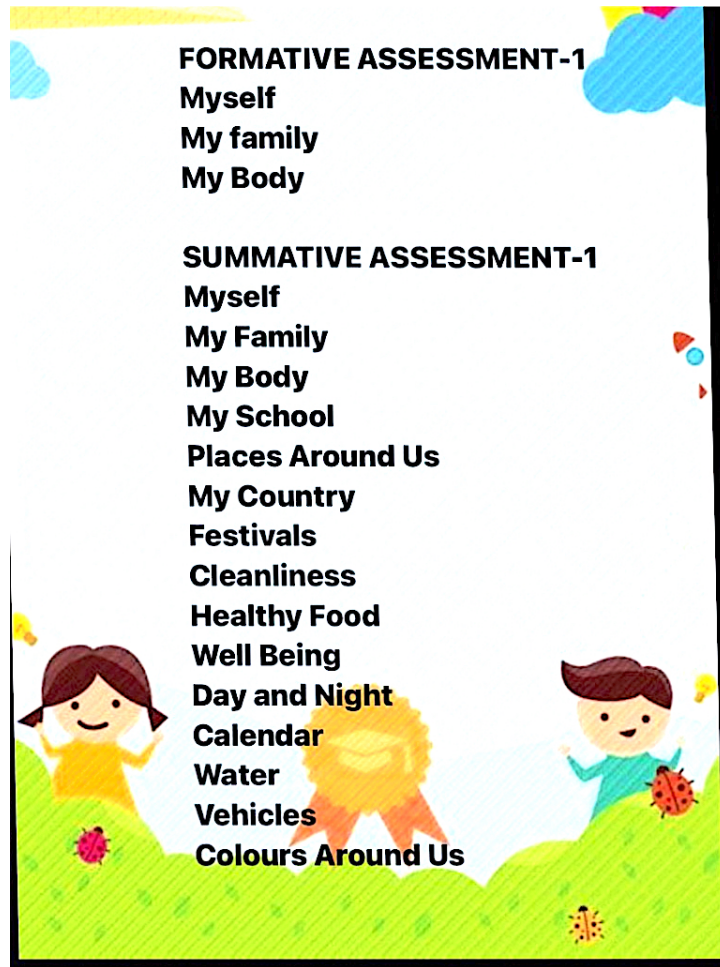 FORMATIVE ASSESSMENT-1
Myself
My family
My Body
SUMMATIVE ASSESSMENT-1
Myself
My Family
My Body
My School
Places Around Us
My Country
Festivals
Cleanliness
Healthy Food
Well Being
Day and Night
Calendar
Water
Vehicles
Colours Around Us